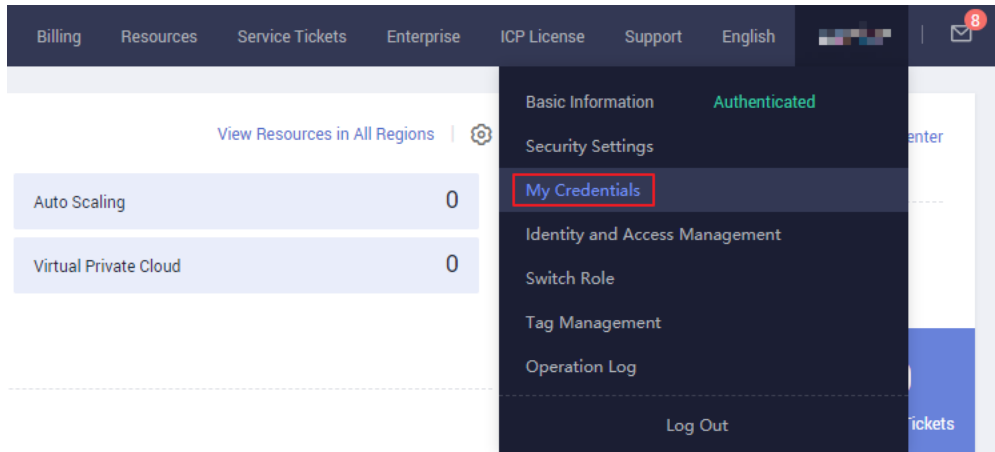 Billing Resources Service Tickets Enterprise ICP License Support English 8
Basic Information Authenticated
View Resources in All Regions enter
Security Settings
My Credentials
Auto Scaling 0
Identity and Access Management
Virtual Private Cloud 0
Switch Role
Tag Management
Operation Log
Log Out ickets